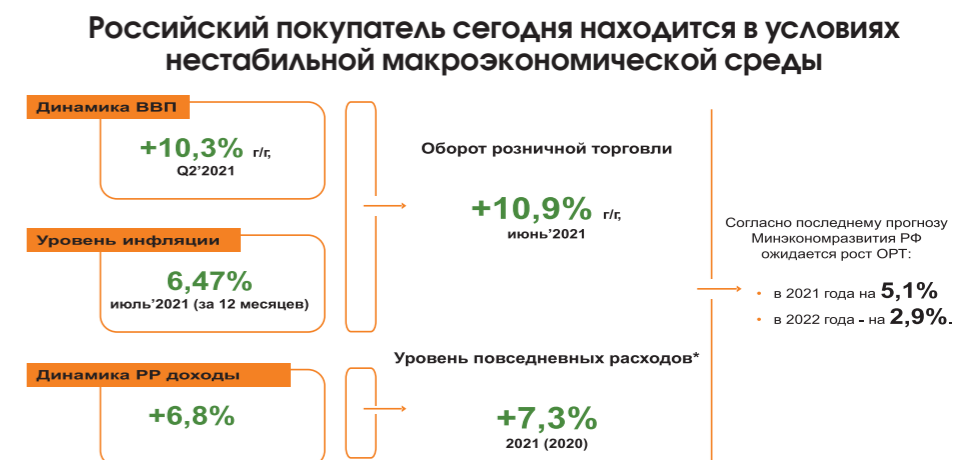 Российский покупатель сегодня находится в условиях
нестабильной макроэкономической среды
Динамика ВВП
+10,3% г/г,
Q2’2021
Уровень инфляции
6,47%
июль’2021 (за 12 месяцев)
Динамика РР доходы
+6,8%
Оборот розничной торговли
+10,9% г/г,
июнь’2021
Уровень повседневных расходов*
+7,3%
2021 (2020)
Согласно последнему прогнозу
Минэкономразвития РФ
ожидается рост ОРТ:
• в 2021 года на 5,1%
• в 2022 года - на 2,9%.